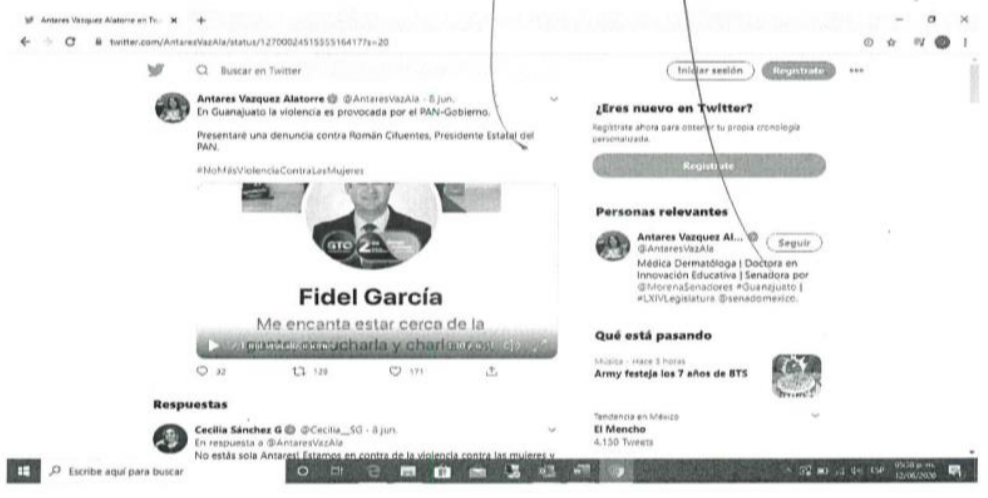 Antares Vazquez Alatorre en Tw
twitter.com/AntaresVazAla/status/1270002451555516417?s=20
Buscar en Twitter
Iniciar sesión
Regístrate
Antares Vazquez Alatorre @AntaresVazAla · 8 jun.
En Guanajuato la violencia es provocada por el PAN-Gobierno.
Presentaré una denuncia contra Román Cifuentes, Presidente Estatal del
PAN.
#NoMásViolenciaContraLasMujeres
GTO 2
Fidel García
Me encanta estar cerca de la
32
128
171
Respuestas
Cecilia Sánchez G @Cecilia__SG · 8 jun.
En respuesta a @AntaresVazAla
No estás sola Antares! Estamos en contra de la violencia contra las mujeres y
¿Eres nuevo en Twitter?
Regístrate ahora para obtener tu propia cronología
personalizada.
Regístrate
Personas relevantes
Antares Vazquez Al...
@AntaresVazAla
Seguir
Médica Dermatóloga | Doctora en
Innovación Educativa | Senadora por
@MorenaSenadores #Guanajuato |
#LXIVLegislatura @senadomexico.
Qué está pasando
Música · Hace 3 horas
Army festeja los 7 años de BTS
Tendencia en México
El Mencho
4.150 Tweets
Escribe aquí para buscar
ESP
05:38 p. m.
12/06/2020